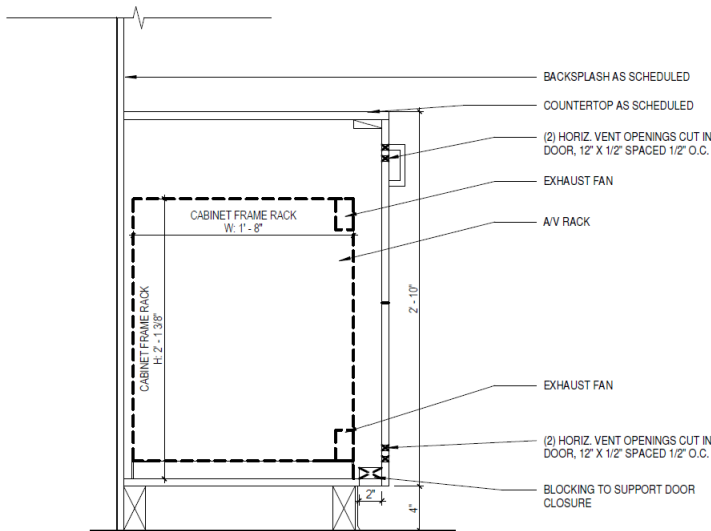 BACKSPLASH AS SCHEDULED
COUNTERTOP AS SCHEDULED
(2) HORIZ. VENT OPENINGS CUT IN
DOOR, 12" X 1/2" SPACED 1/2" O.C.
EXHAUST FAN
CABINET FRAME RACK
W: 1' - 8"
A/V RACK
CABINET FRAME RACK
H: 2' - 1 3/8"
2' - 10"
EXHAUST FAN
(2) HORIZ. VENT OPENINGS CUT IN
DOOR, 12" X 1/2" SPACED 1/2" O.C.
BLOCKING TO SUPPORT DOOR
CLOSURE
2"
4"